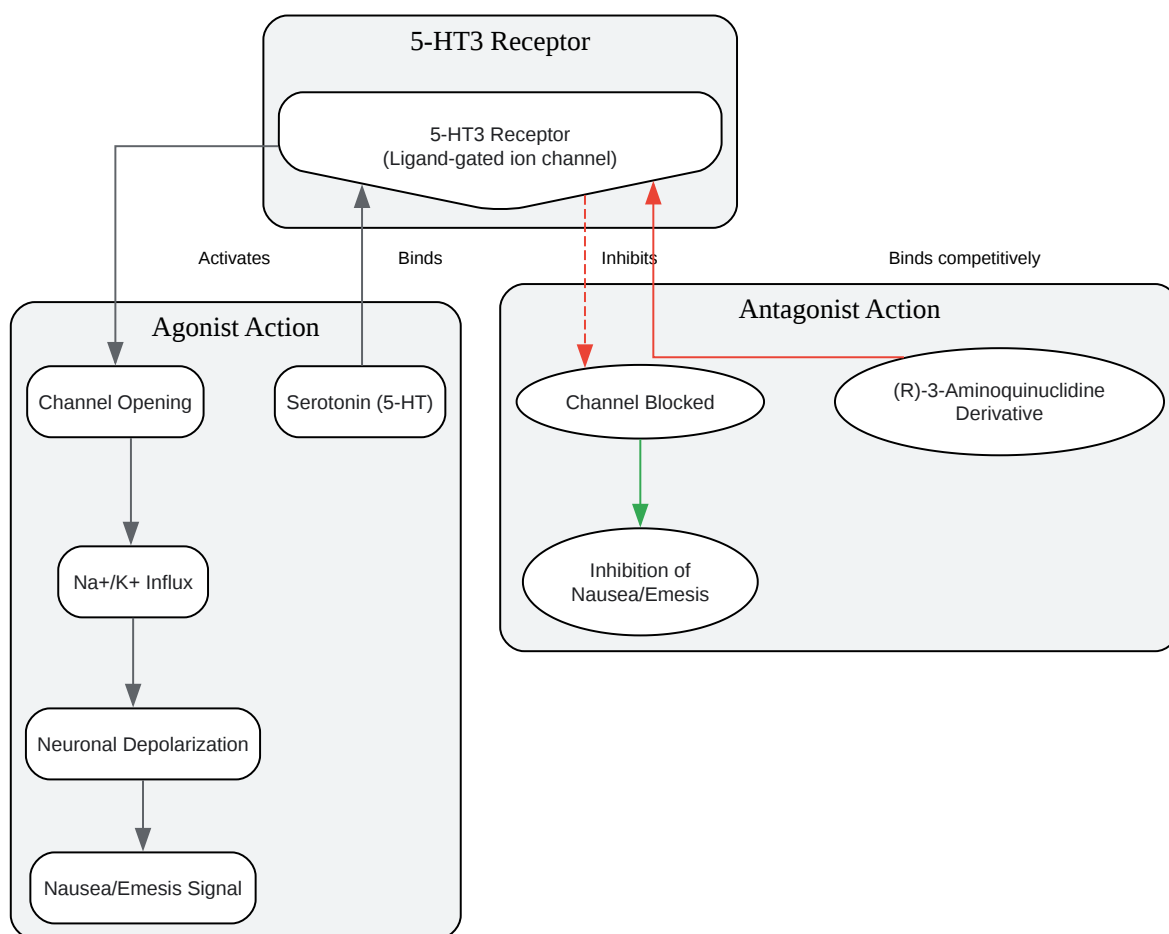 5-HT3 Receptor
5-HT3 Receptor
(Ligand-gated ion channel)
Activates
Binds
Inhibits
Binds competitively
Agonist Action
Channel Opening
Serotonin (5-HT)
Na+/K+ Influx
Neuronal Depolarization
Nausea/Emesis Signal
Antagonist Action
Channel Blocked
(R)-3-Aminoquinuclidine
Derivative
Inhibition of
Nausea/Emesis